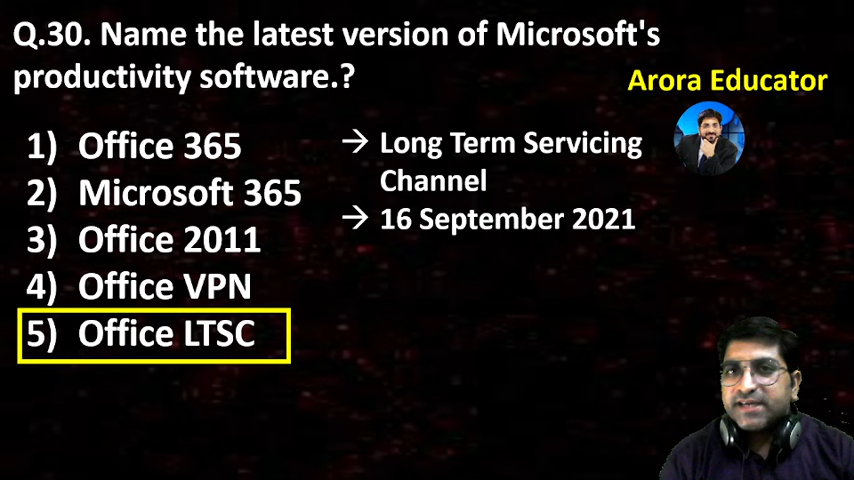 Q.30. Name the latest version of Microsoft's
productivity software.?
Arora Educator
1) Office 365
2) Microsoft 365
3) Office 2011
4) Office VPN
5) Office LTSC
→ Long Term Servicing
Channel
→ 16 September 2021